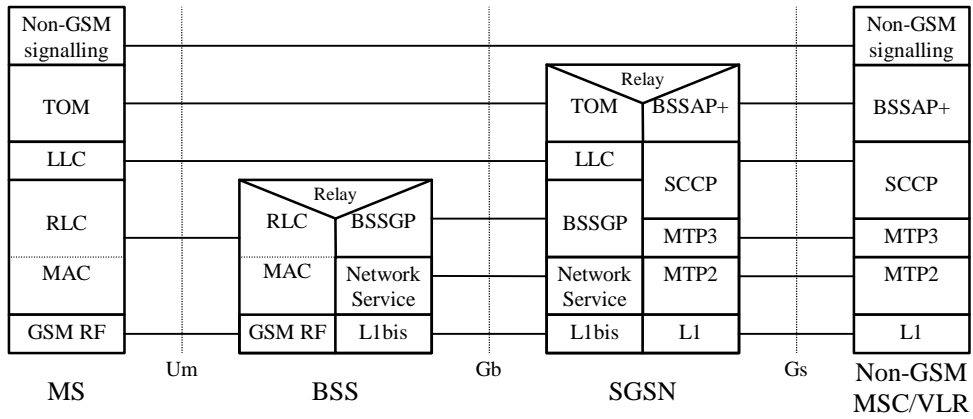 Non-GSM
signalling
TOM
LLC
RLC
MAC
GSM RF
MS
Um
Relay
RLC
BSSGP
MAC
Network
Service
GSM RF
L1bis
BSS
Gb
Relay
TOM
BSSAP+
LLC
SCCP
BSSGP
MTP3
Network
Service
MTP2
L1bis
L1
SGSN
Gs
Non-GSM
signalling
BSSAP+
SCCP
MTP3
MTP2
L1
Non-GSM
MSC/VLR